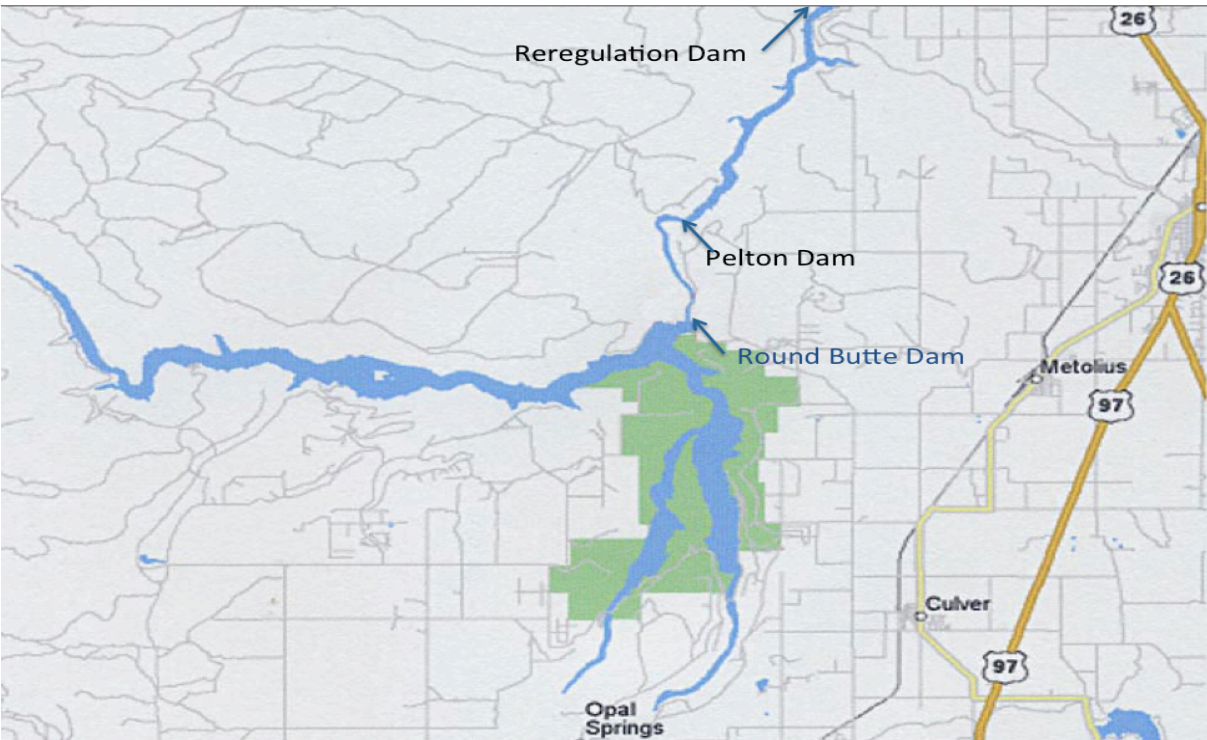 26
Reregulation Dam
Pelton Dam
26
Round Butte Dam
Metolius
97
Culver
97
Opal
Springs